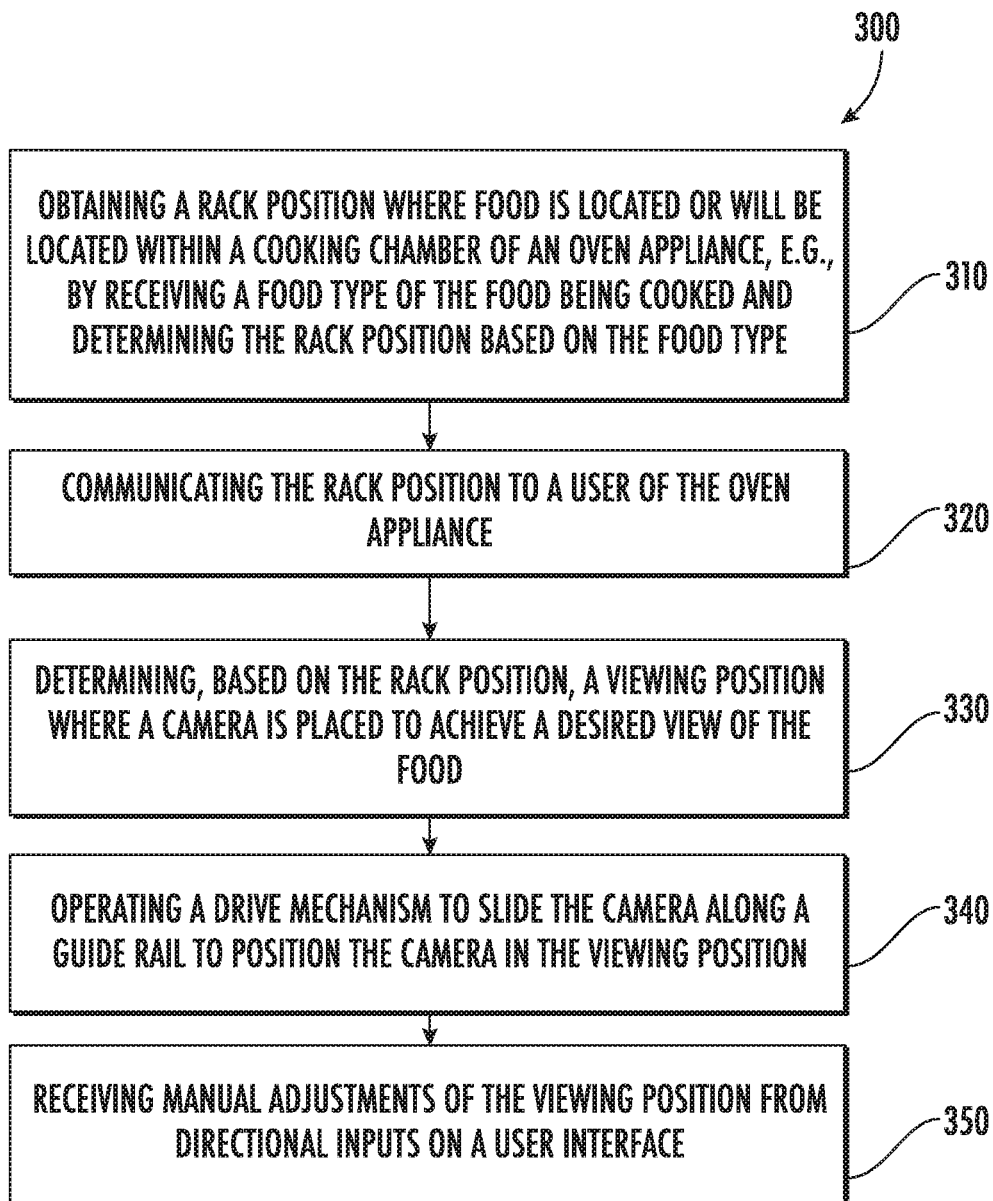 300
OBTAINING A RACK POSITION WHERE FOOD IS LOCATED OR WILL BE
LOCATED WITHIN A COOKING CHAMBER OF AN OVEN APPLIANCE, E.G.,
BY RECEIVING A FOOD TYPE OF THE FOOD BEING COOKED AND
DETERMINING THE RACK POSITION BASED ON THE FOOD TYPE
310
COMMUNICATING THE RACK POSITION TO A USER OF THE OVEN
APPLIANCE
320
DETERMINING, BASED ON THE RACK POSITION, A VIEWING POSITION
WHERE A CAMERA IS PLACED TO ACHIEVE A DESIRED VIEW OF THE
FOOD
330
OPERATING A DRIVE MECHANISM TO SLIDE THE CAMERA ALONG A
GUIDE RAIL TO POSITION THE CAMERA IN THE VIEWING POSITION
340
RECEIVING MANUAL ADJUSTMENTS OF THE VIEWING POSITION FROM
DIRECTIONAL INPUTS ON A USER INTERFACE
350